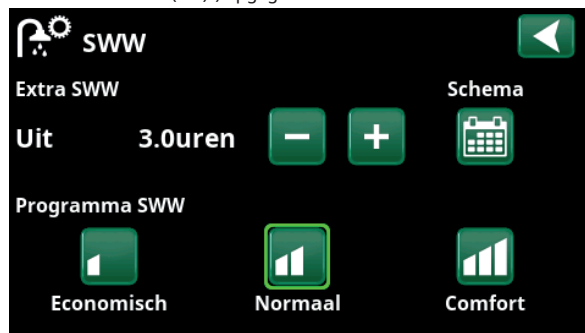 SWW
Extra SWW
Schema
Uit 3.0uren
Programma SWW
Economisch Normaal Comfort